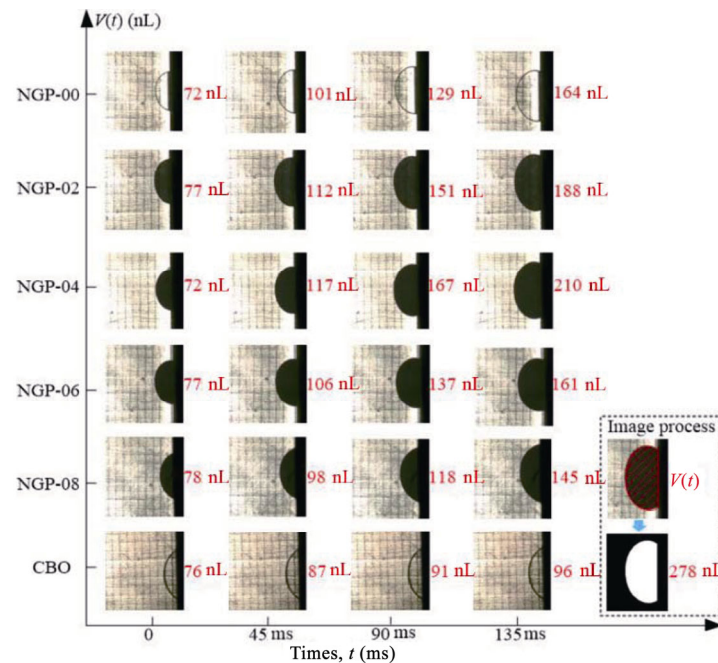 V(t) (nL)
NGP-00 72 nL 101 nL 129 nL 164 nL
NGP-02 77 nL 112 nL 151 nL 188 nL
NGP-04 72 nL 117 nL 167 nL 210 nL
NGP-06 77 nL 106 nL 137 nL 161 nL
Image process
NGP-08 78 nL 98 nL 118 nL 145 nL V(t)
CBO 76 nL 87 nL 91 nL 96 nL 278 nL
0 45 ms 90 ms 135 ms
Times, t (ms)